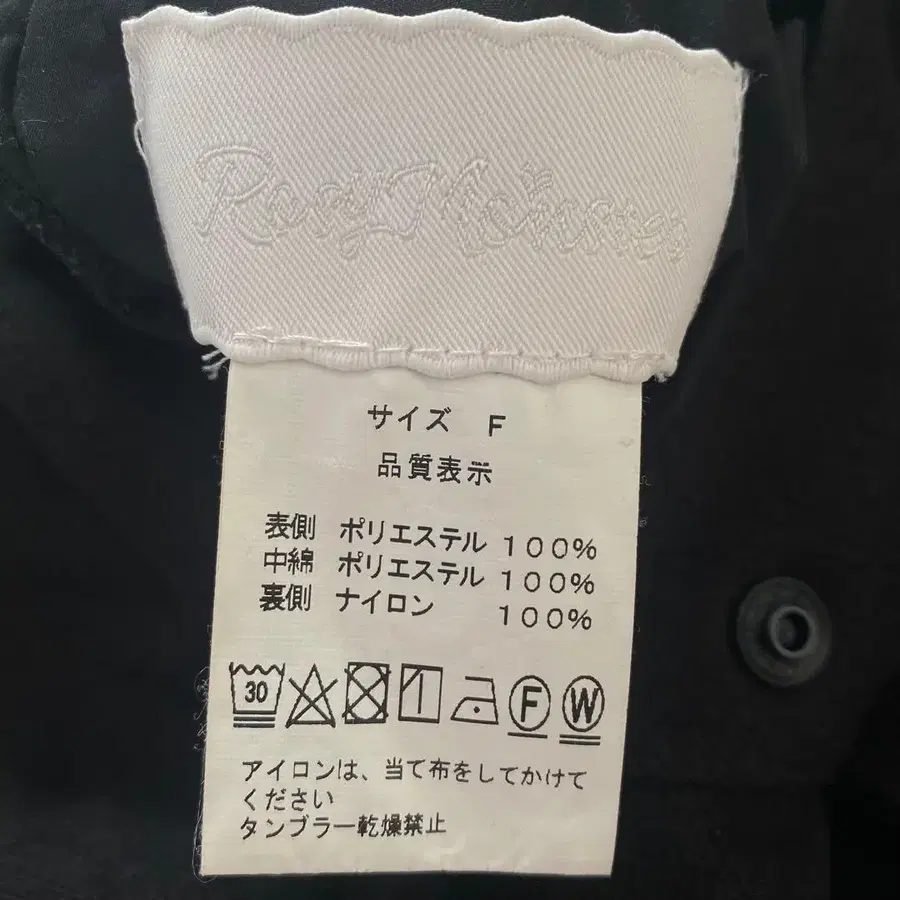 サイズ F
品質表示
表側 ポリエステル 100%
中綿 ポリエステル 100%
裏側 ナイロン 100%
30 F W
アイロンは、当て布をしてかけて
ください
タンブラー乾燥禁止